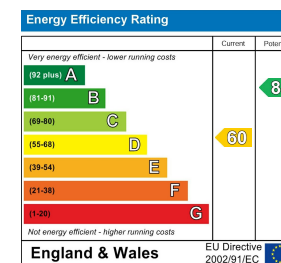 Energy Efficiency Rating
Current
Very energy efficient - lower running costs
(92 plus) A
(81-91) B
(69-80) C
(55-68) D
60
(39-54) E
(21-38) F
(1-20) G
Not energy efficient - higher running costs
England & Wales
EU Directive
2002/91/EC